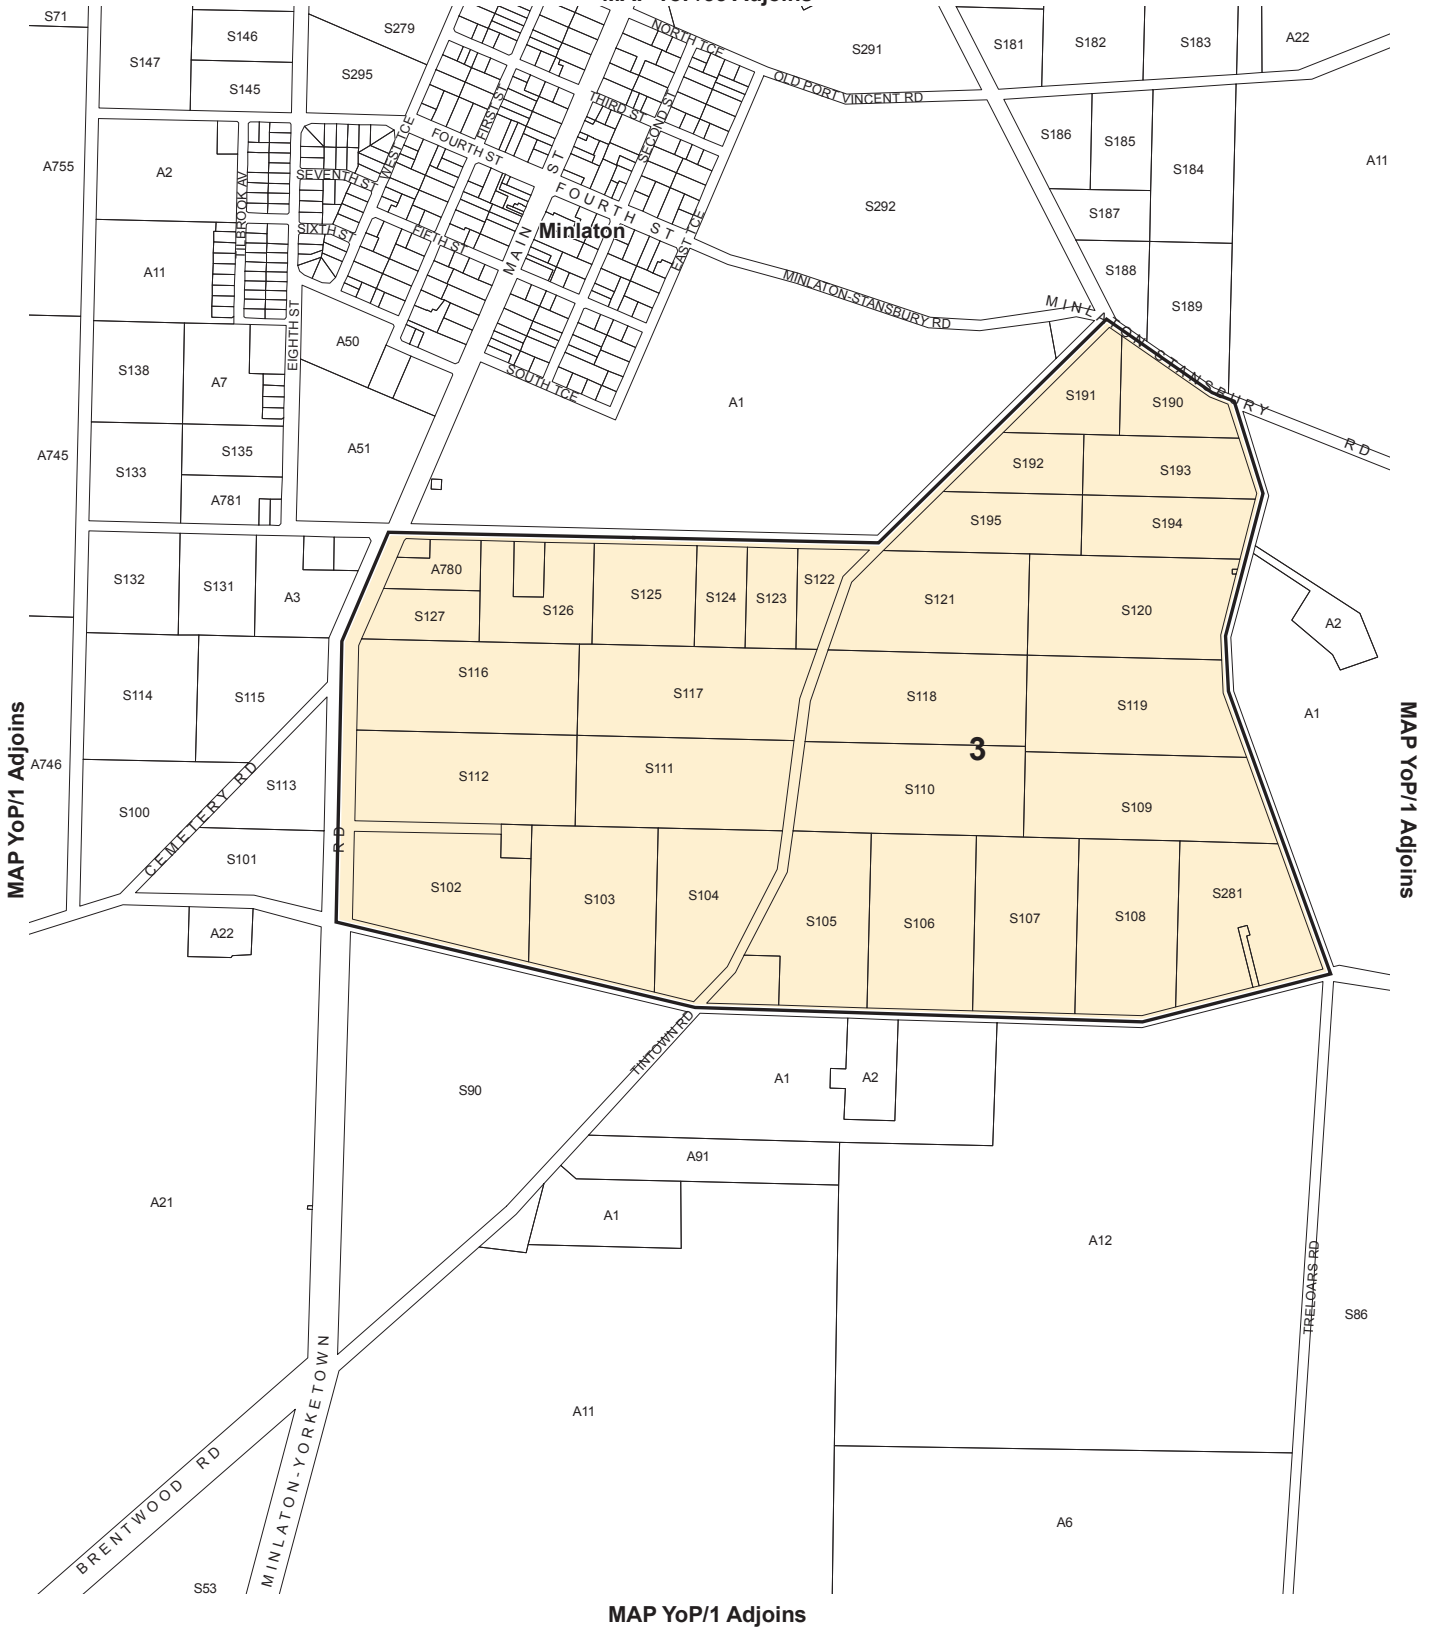 S71
S146
S279
S147
S295
S145
NORTH TCE
S291
S181
S182
S183
A22
OLD PORT VINCENT RD
THIRD ST
FIRST ST
SECOND ST
WEST TCE
FOURTH ST
S186
S185
S184
A11
A755
A2
SEVENTH ST
TILBROOK AV
MAIN ST
FOURTH ST
S292
S187
SIXTH ST
FIFTH ST
Minlaton
EAST TCE
A11
MINLATON-STANSBURY RD
S188
S189
MINLATON STANSBURY RD
EIGHTH ST
A50
S138
A7
SOUTH TCE
A1
S191
S190
A745
S133
S135
A51
A781
S192
S193
S195
S194
S132
S131
A3
A780
S127
S126
S125
S124
S123
S122
S121
S120
A2
S114
S115
S116
S117
S118
S119
A1
MAP YoP/1 Adjoins
MAP YoP/1 Adjoins
A746
3
S100
S113
S112
S111
S110
S109
CEMETERY RD
RD
S101
S102
S103
S104
S105
S106
S107
S108
S281
A22
TINTOWN RD
S90
A1
A2
A91
A21
A1
A12
TRELOARS RD
S86
A11
BRENTWOOD RD
MINLATON-YORKETOWN
A6
S53
MAP YoP/1 Adjoins